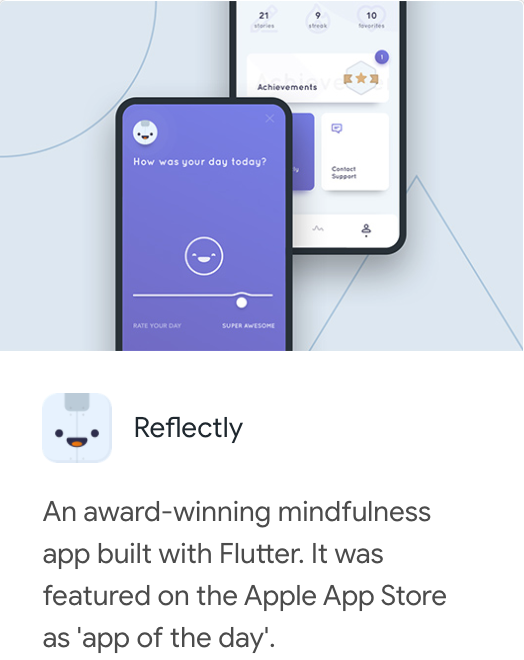 21 9 10
stories streak favorites
1
Achievements
How was your day today?
Contact
Support
RATE YOUR DAY SUPER AWESOME
Reflectly
An award-winning mindfulness
app built with Flutter. It was
featured on the Apple App Store
as 'app of the day'.